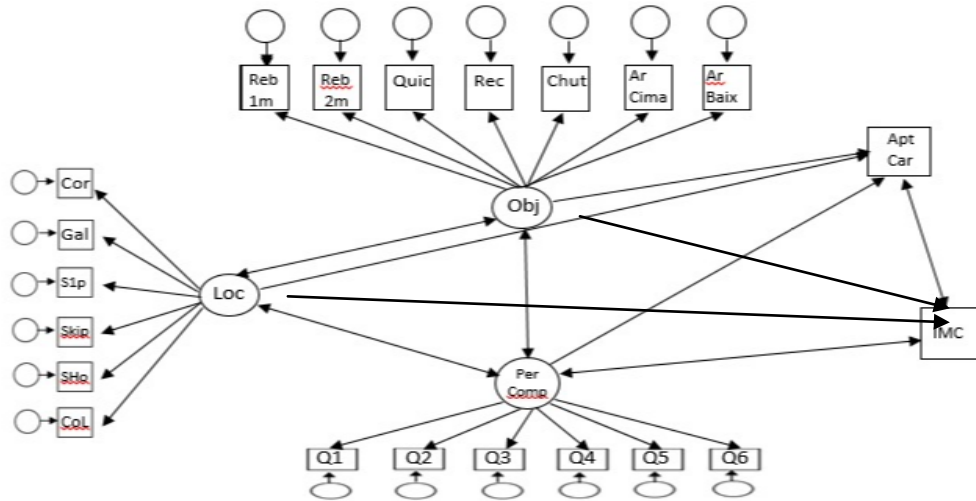 Reb
1m
Reb
2m
Quic
Rec
Chut
Ar
Cima
Ar
Baix
Apt
Car
Cor
Gal
S1p
Skip
SHo
CoL
Obj
Loc
IMC
Per
Comp
Q1
Q2
Q3
Q4
Q5
Q6